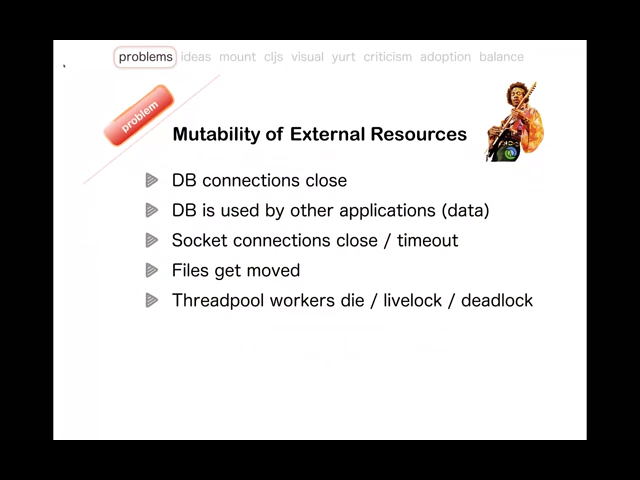 problems ideas mount cljs visual yurt criticism adoption balance
problem
Mutability of External Resources
DB connections close
DB is used by other applications (data)
Socket connections close / timeout
Files get moved
Threadpool workers die / livelock / deadlock